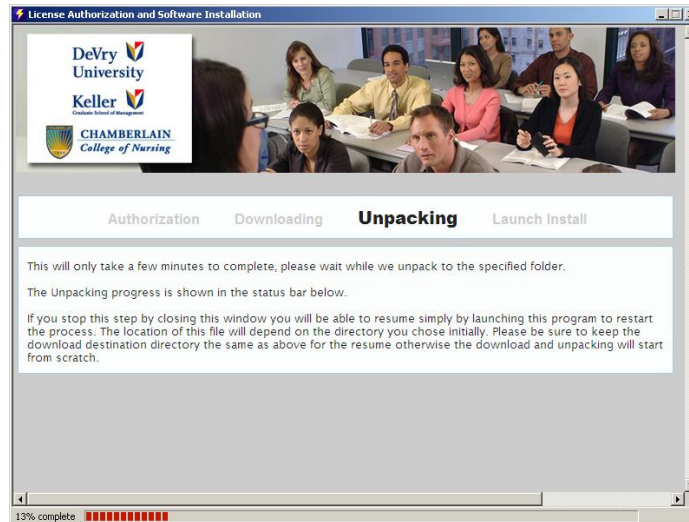 License Authorization and Software Installation
DeVry
University
Keller
Graduate School of Management
CHAMBERLAIN
College of Nursing
Authorization Downloading Unpacking Launch Install
This will only take a few minutes to complete, please wait while we unpack to the specified folder.
The Unpacking progress is shown in the status bar below.
If you stop this step by closing this window you will be able to resume simply by launching this program to restart
the process. The location of this file will depend on the directory you chose initially. Please be sure to keep the
download destination directory the same as above for the resume otherwise the download and unpacking will start
from scratch.
13% complete